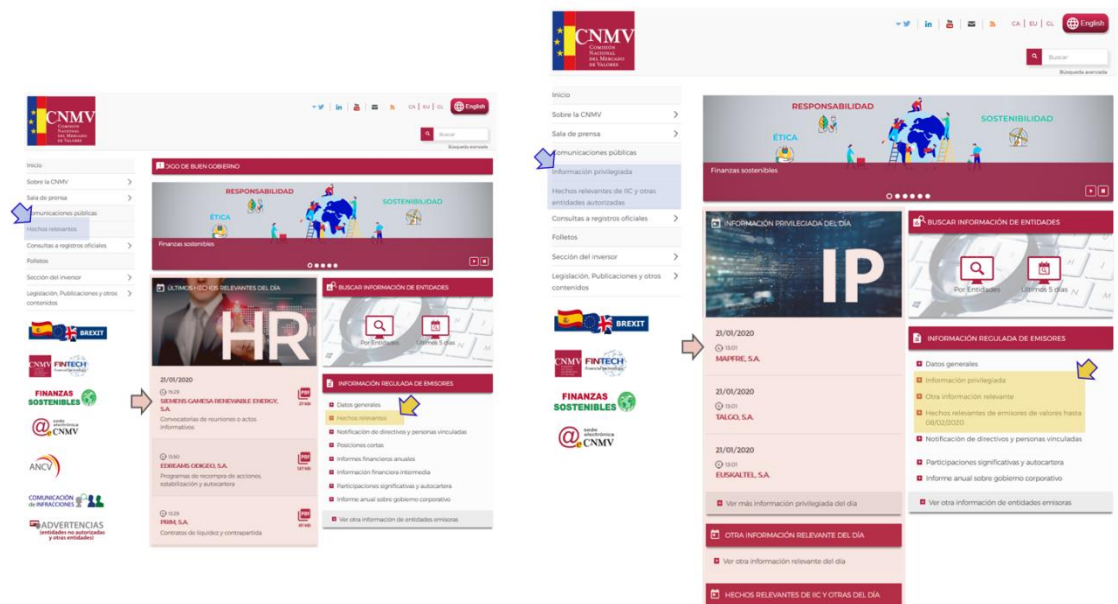 CNMV
COMISIÓN
NACIONAL
DEL MERCADO
DE VALORES
CA | EU | GL
English
Buscar
Búsqueda avanzada
Inicio
Sobre la CNMV
Sala de prensa
Comunicaciones públicas
Hechos relevantes
Consultas a registros oficiales
Folletos
Sección del inversor
Legislación, Publicaciones y otros
contenidos
BREXIT
CNMV FINTECH
FINANZAS
SOSTENIBLES
sede
electrónica
CNMV
ANCV
COMUNICACIÓN
de INFRACCIONES
ADVERTENCIAS
(entidades no autorizadas
y otras entidades)
DIGO DE BUEN GOBIERNO
RESPONSABILIDAD
ÉTICA
SOSTENIBILIDAD
Finanzas sostenibles
ÚLTIMOS HECHOS RELEVANTES DEL DÍA
HR
21/01/2020
SIEMENS GAMESA RENEWABLE ENERGY,
S.A.
PDF
Convocatorias de reuniones o actos
informativos
13:50
EDREAMS ODIGEO, S.A.
PDF
Programas de recompra de acciones,
estabilización y autocartera
PRIM, S.A.
PDF
Contratos de liquidez y contrapartida
BUSCAR INFORMACIÓN DE ENTIDADES
Por Entidades
Últimos 5 días
INFORMACIÓN REGULADA DE EMISORES
Datos generales
Hechos relevantes
Notificación de directivos y personas vinculadas
Posiciones cortas
Informes financieros anuales
Información financiera intermedia
Participaciones significativas y autocartera
Informe anual sobre gobierno corporativo
Ver otra información de entidades emisoras
CNMV
COMISIÓN
NACIONAL
DEL MERCADO
DE VALORES
in
CA | EU | GL
English
Buscar
Búsqueda avanzada
Inicio
Sobre la CNMV
Sala de prensa
Comunicaciones públicas
Información privilegiada
Hechos relevantes de IIC y otras
entidades autorizadas
Consultas a registros oficiales
Folletos
Sección del inversor
Legislación, Publicaciones y otros
contenidos
BREXIT
CNMV FINTECH
FINANZAS
SOSTENIBLES
sede
electrónica
CNMV
RESPONSABILIDAD
ÉTICA
SOSTENIBILIDAD
Finanzas sostenibles
INFORMACIÓN PRIVILEGIADA DEL DÍA
IP
21/01/2020
13:01
MAPFRE, S.A.
21/01/2020
13:01
TALGO, S.A.
21/01/2020
13:01
EUSKALTEL, S.A.
Ver más información privilegiada del día
OTRA INFORMACIÓN RELEVANTE DEL DÍA
Ver otra información relevante del día
HECHOS RELEVANTES DE IIC Y OTRAS DEL DÍA
BUSCAR INFORMACIÓN DE ENTIDADES
Por Entidades
Últimos 5 días
INFORMACIÓN REGULADA DE EMISORES
Datos generales
Información privilegiada
Otra información relevante
Hechos relevantes de emisores de valores hasta
08/02/2020
Notificación de directivos y personas vinculadas
Participaciones significativas y autocartera
Informe anual sobre gobierno corporativo
Ver otra información de entidades emisoras